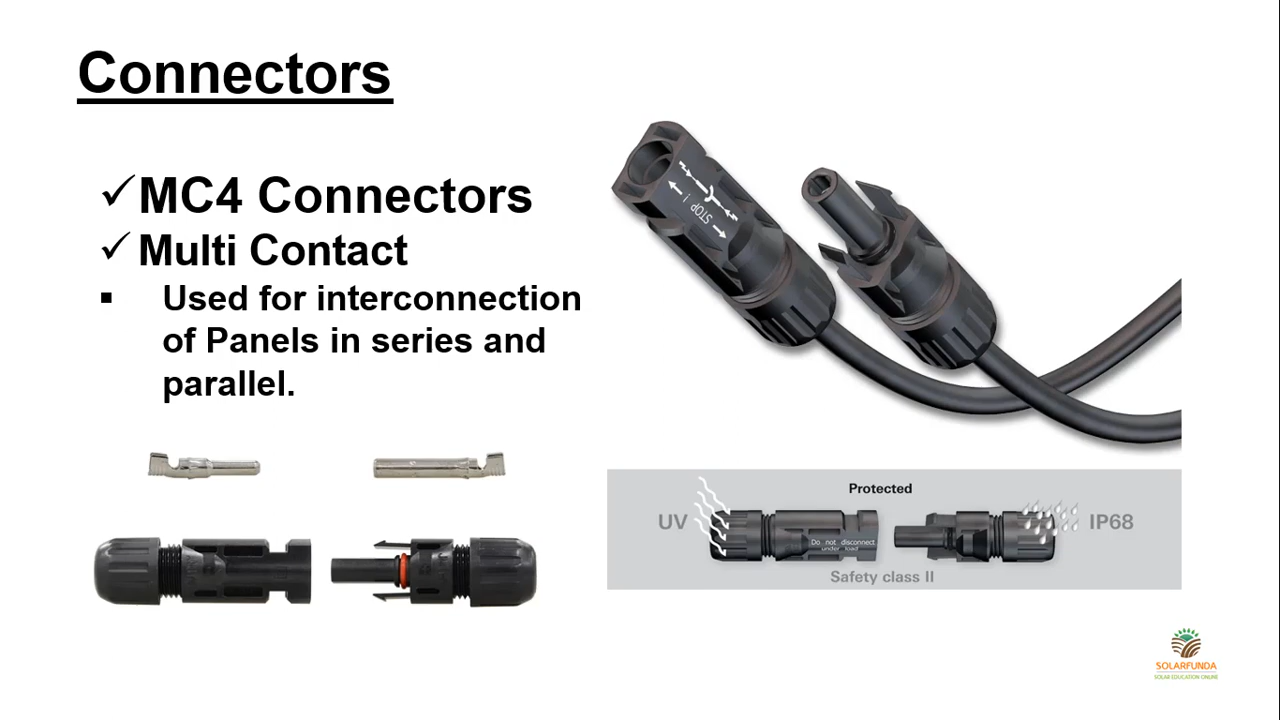 Connectors
✓MC4 Connectors
✓Multi Contact
▪ Used for interconnection
of Panels in series and
parallel.
STOP !
Protected
UV
IP68
Do not disconnect
under load
Safety class II
SOLARFUNDA
SOLAR EDUCATION ONLINE